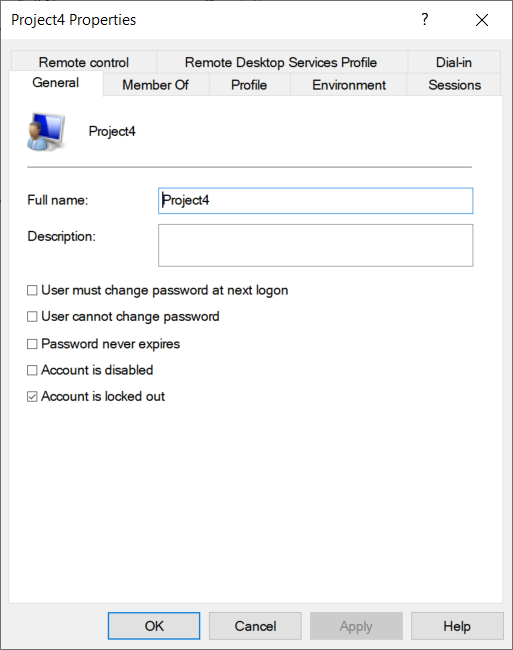 Project4 Properties
?
Remote control Remote Desktop Services Profile Dial-in
General Member Of Profile Environment Sessions
Project4
Full name: Project4
Description:
User must change password at next logon
User cannot change password
Password never expires
Account is disabled
Account is locked out
OK Cancel Apply Help